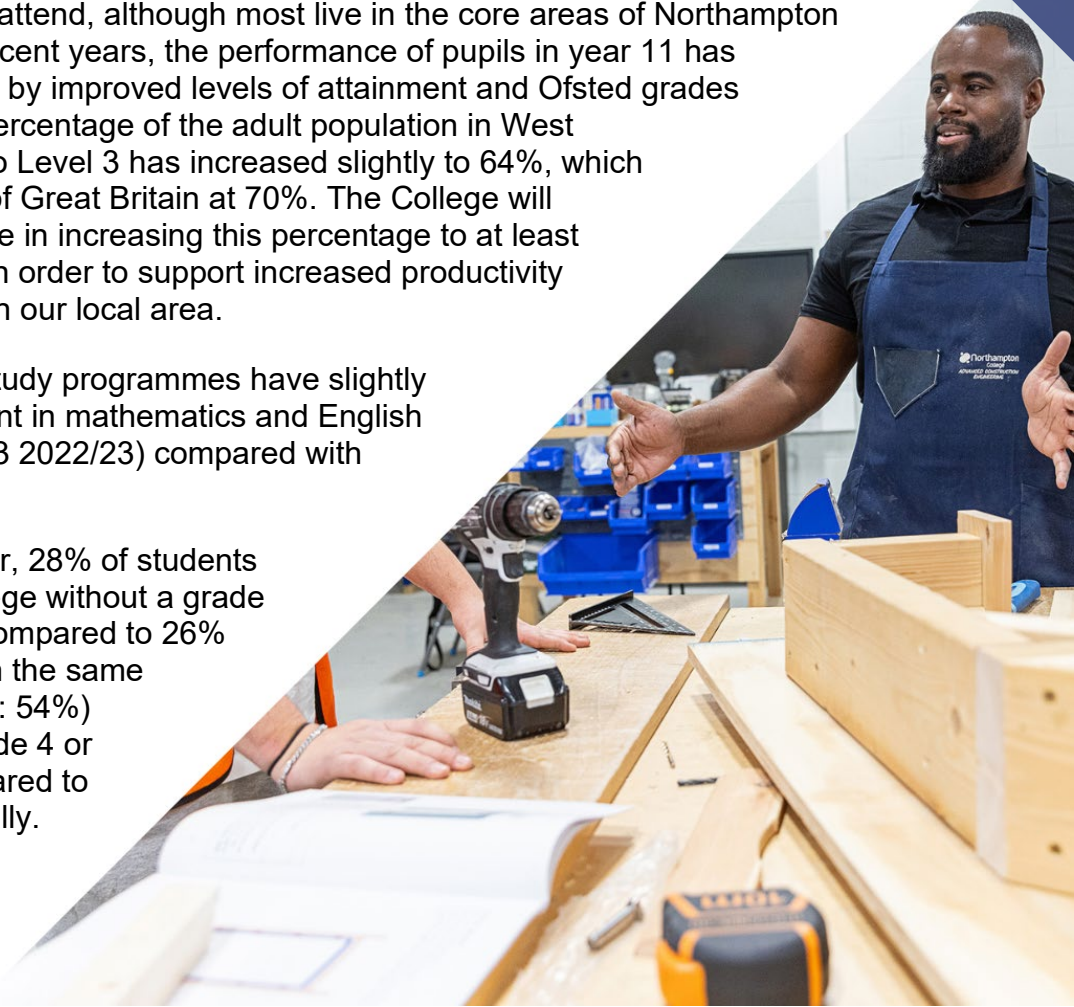 attend, although most live in the core areas of Northampton
cent years, the performance of pupils in year 11 has
by improved levels of attainment and Ofsted grades
ercentage of the adult population in West
o Level 3 has increased slightly to 64%, which
of Great Britain at 70%. The College will
e in increasing this percentage to at least
n order to support increased productivity
n our local area.
tudy programmes have slightly
nt in mathematics and English
3 2022/23) compared with
r, 28% of students
ge without a grade
ompared to 26%
n the same
: 54%)
de 4 or
ared to
lly.
Northampton
College
ADVANCED CONSTRUCTION
ENGINEERING
10m